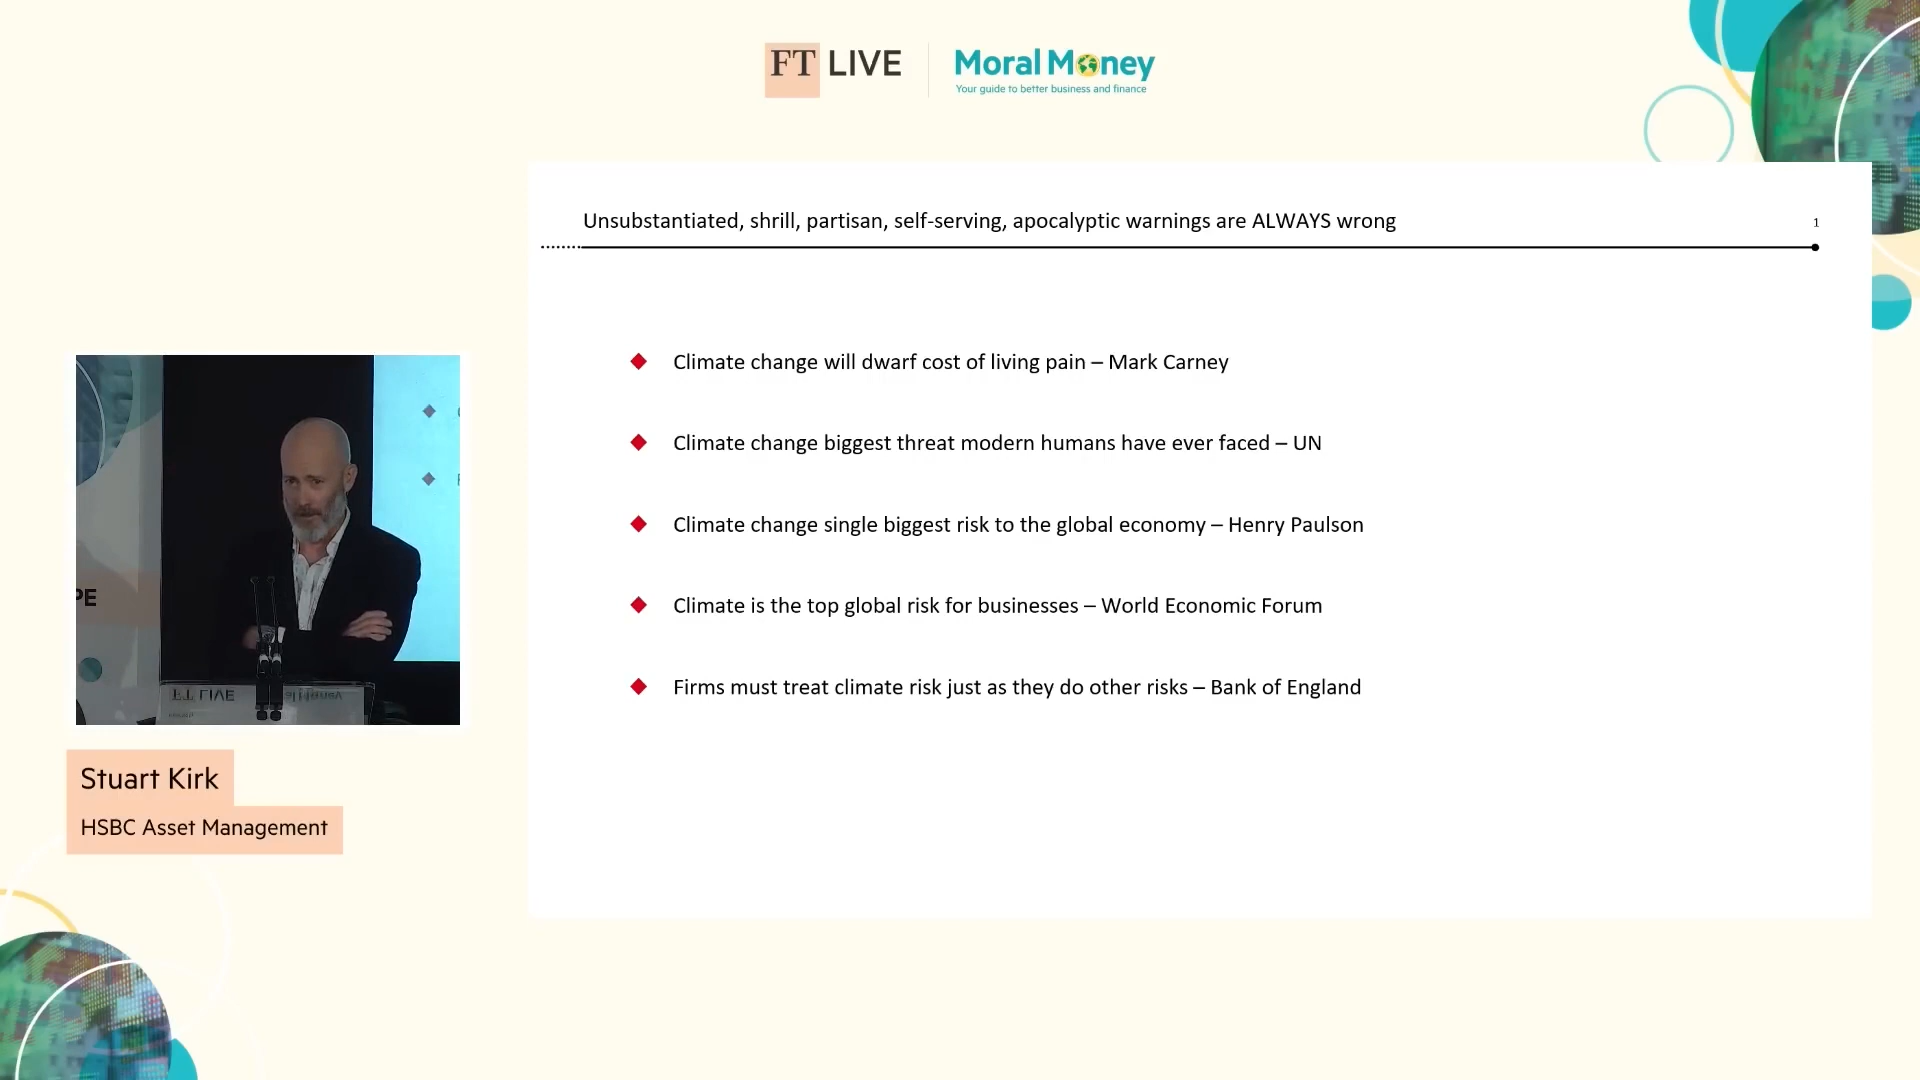 FT LIVE
Moral Money
Your guide to better business and finance
Unsubstantiated, shrill, partisan, self-serving, apocalyptic warnings are ALWAYS wrong
1
Climate change will dwarf cost of living pain – Mark Carney
Climate change biggest threat modern humans have ever faced – UN
Climate change single biggest risk to the global economy – Henry Paulson
Climate is the top global risk for businesses – World Economic Forum
Firms must treat climate risk just as they do other risks – Bank of England
PE
FT LIVE
Stuart Kirk
HSBC Asset Management